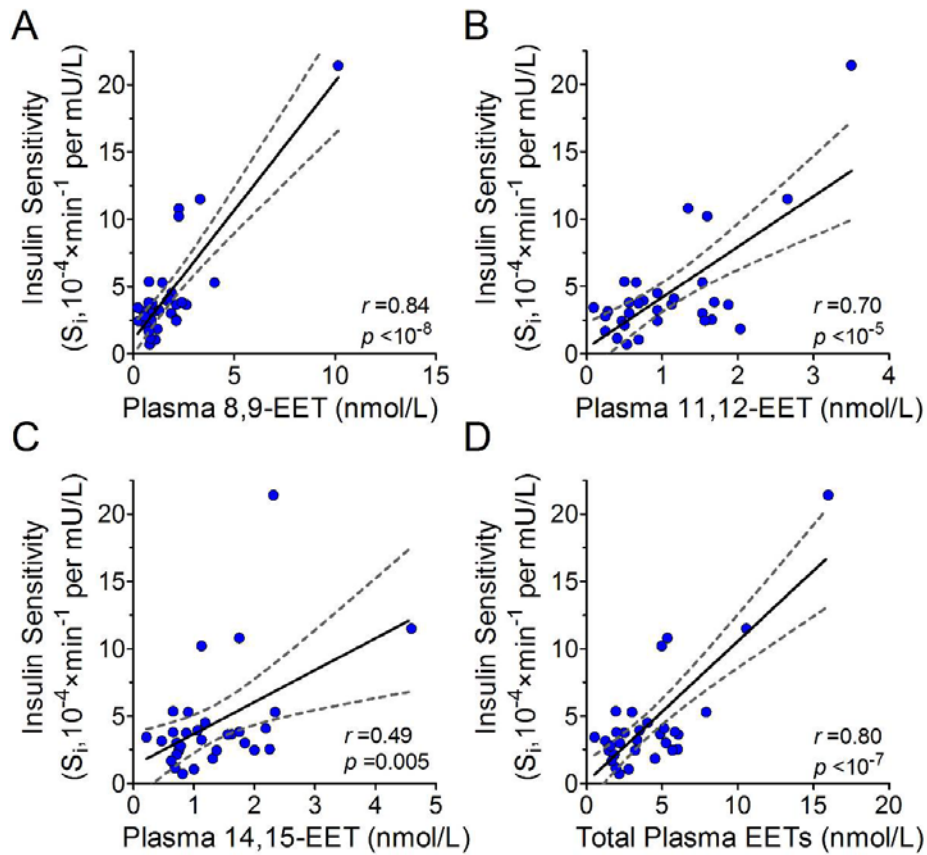 A
Insulin Sensitivity
(Si, 10⁻⁴×min⁻¹ per mU/L)
20
15
10
5
0
0
5
10
15
Plasma 8,9-EET (nmol/L)
r=0.84
p <10⁻⁸
B
Insulin Sensitivity
(Si, 10⁻⁴×min⁻¹ per mU/L)
20
15
10
5
0
0
1
2
3
4
Plasma 11,12-EET (nmol/L)
r=0.70
p <10⁻⁵
C
Insulin Sensitivity
(Si, 10⁻⁴×min⁻¹ per mU/L)
20
15
10
5
0
0
1
2
3
4
5
Plasma 14,15-EET (nmol/L)
r=0.49
p =0.005
D
Insulin Sensitivity
(Si, 10⁻⁴×min⁻¹ per mU/L)
20
15
10
5
0
0
5
10
15
20
Total Plasma EETs (nmol/L)
r=0.80
p <10⁻⁷